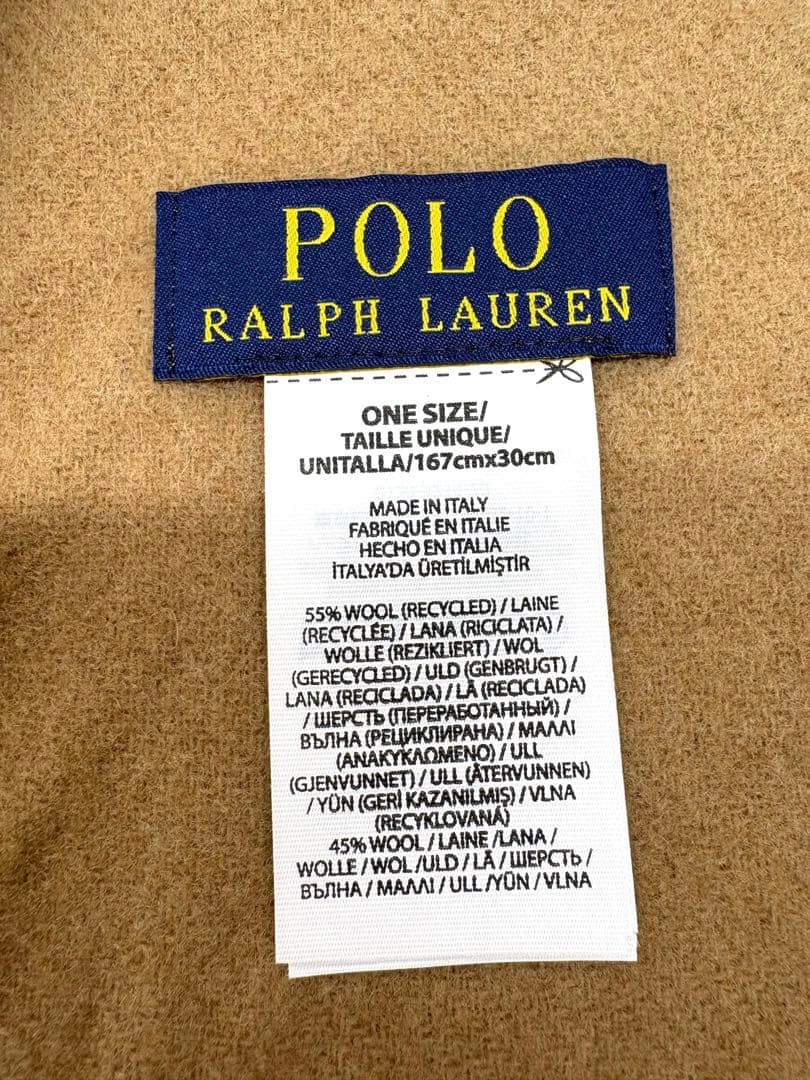 POLO
RALPH LAUREN
ONE SIZE/
TAILLE UNIQUE/
UNITALLA/167cmx30cm
MADE IN ITALY
FABRIQUÉ EN ITALIE
HECHO EN ITALIA
İTALYA'DA ÜRETİLMİŞTİR
55% WOOL (RECYCLED) / LAINE
(RECYCLÉE) / LANA (RICICLATA) /
WOLLE (REZIKLIERT) / WOL
(GERECYCLED) / ULD (GENBRUGT) /
LANA (RECICLADA) / LÃ (RECICLADA)
/ ШЕРСТЬ (ПЕРЕРАБОТАННЫЙ) /
ВЪЛНА (РЕЦИКЛИРАНА) / ΜΑΛΛΙ
(ΑΝΑΚΥΚΛΩΜΕΝΟ) / ULL
(GJENVUNNET) / ULL (ÅTERVUNNEN)
/ YÜN (GERİ KAZANILMIŞ) / VLNA
(RECYKLOVANÁ)
45% WOOL / LAINE /LANA /
WOLLE / WOL /ULD / LÃ / ШЕРСТЬ /
ВЪЛНА / ΜΑΛΛΙ / ULL /YÜN / VLNA